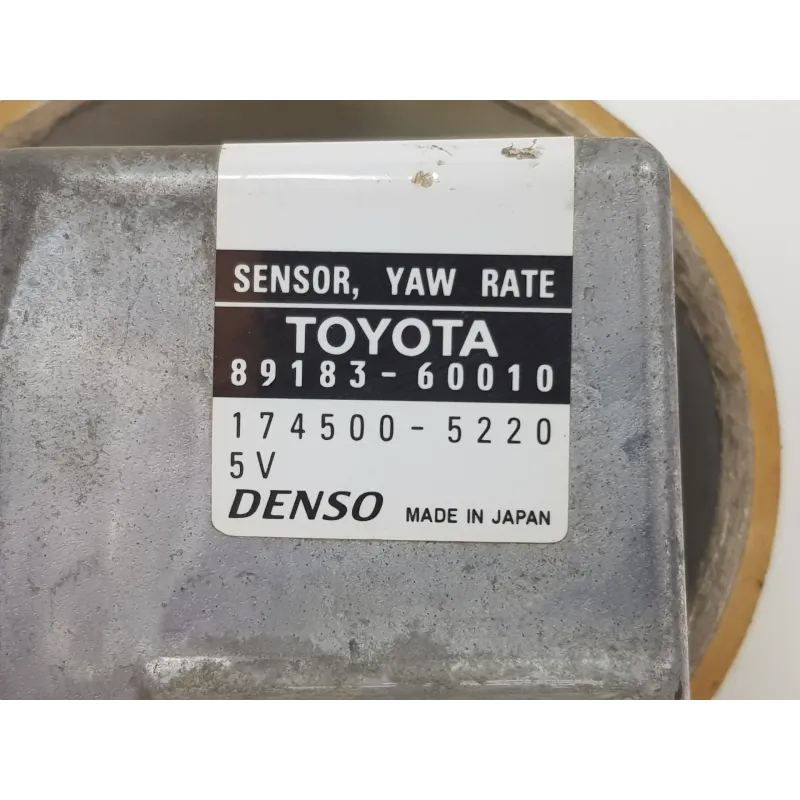 SENSOR, YAW RATE
TOYOTA
89183-60010
174500-5220
5V
DENSO MADE IN JAPAN